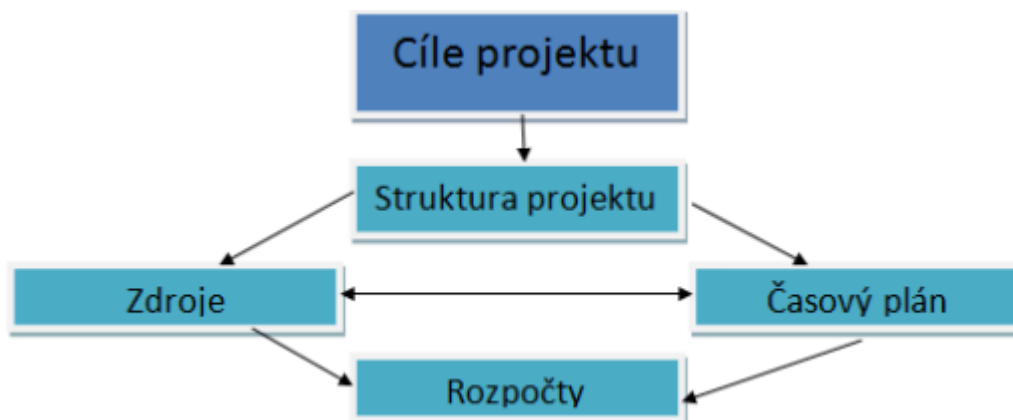 Cíle projektu
Struktura projektu
Zdroje
Časový plán
Rozpočty